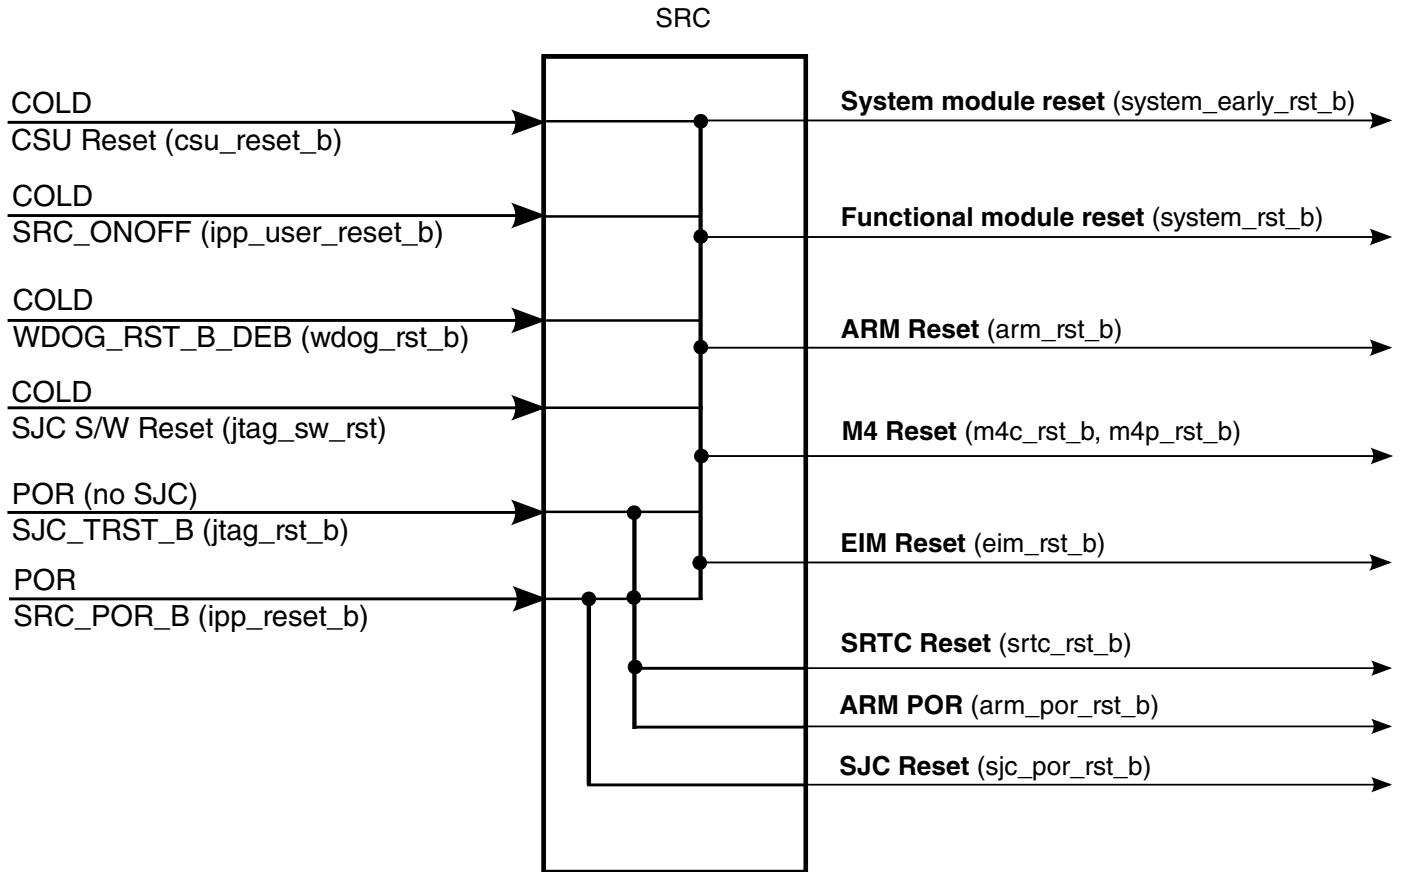 SRC
COLD
CSU Reset (csu_reset_b)
COLD
SRC_ONOFF (ipp_user_reset_b)
COLD
WDOG_RST_B_DEB (wdog_rst_b)
COLD
SJC S/W Reset (jtag_sw_rst)
POR (no SJC)
SJC_TRST_B (jtag_rst_b)
POR
SRC_POR_B (ipp_reset_b)
System module reset (system_early_rst_b)
Functional module reset (system_rst_b)
ARM Reset (arm_rst_b)
M4 Reset (m4c_rst_b, m4p_rst_b)
EIM Reset (eim_rst_b)
SRTC Reset (srtc_rst_b)
ARM POR (arm_por_rst_b)
SJC Reset (sjc_por_rst_b)